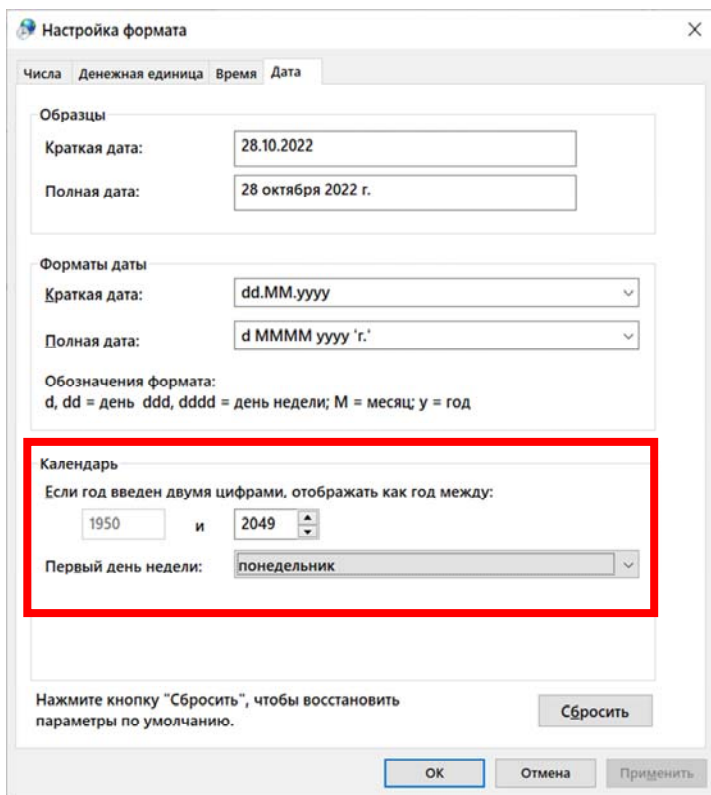 Настройка формата
Числа Денежная единица Время Дата
Образцы
Краткая дата: 28.10.2022
Полная дата: 28 октября 2022 г.
Форматы даты
Краткая дата: dd.MM.yyyy
Полная дата: d MMMM yyyy 'г.'
Обозначения формата:
d, dd = день ddd, dddd = день недели; M = месяц; y = год
Календарь
Если год введен двумя цифрами, отображать как год между:
1950 и 2049
Первый день недели: понедельник
Нажмите кнопку "Сбросить", чтобы восстановить
параметры по умолчанию.
Сбросить
ОК Отмена Применить